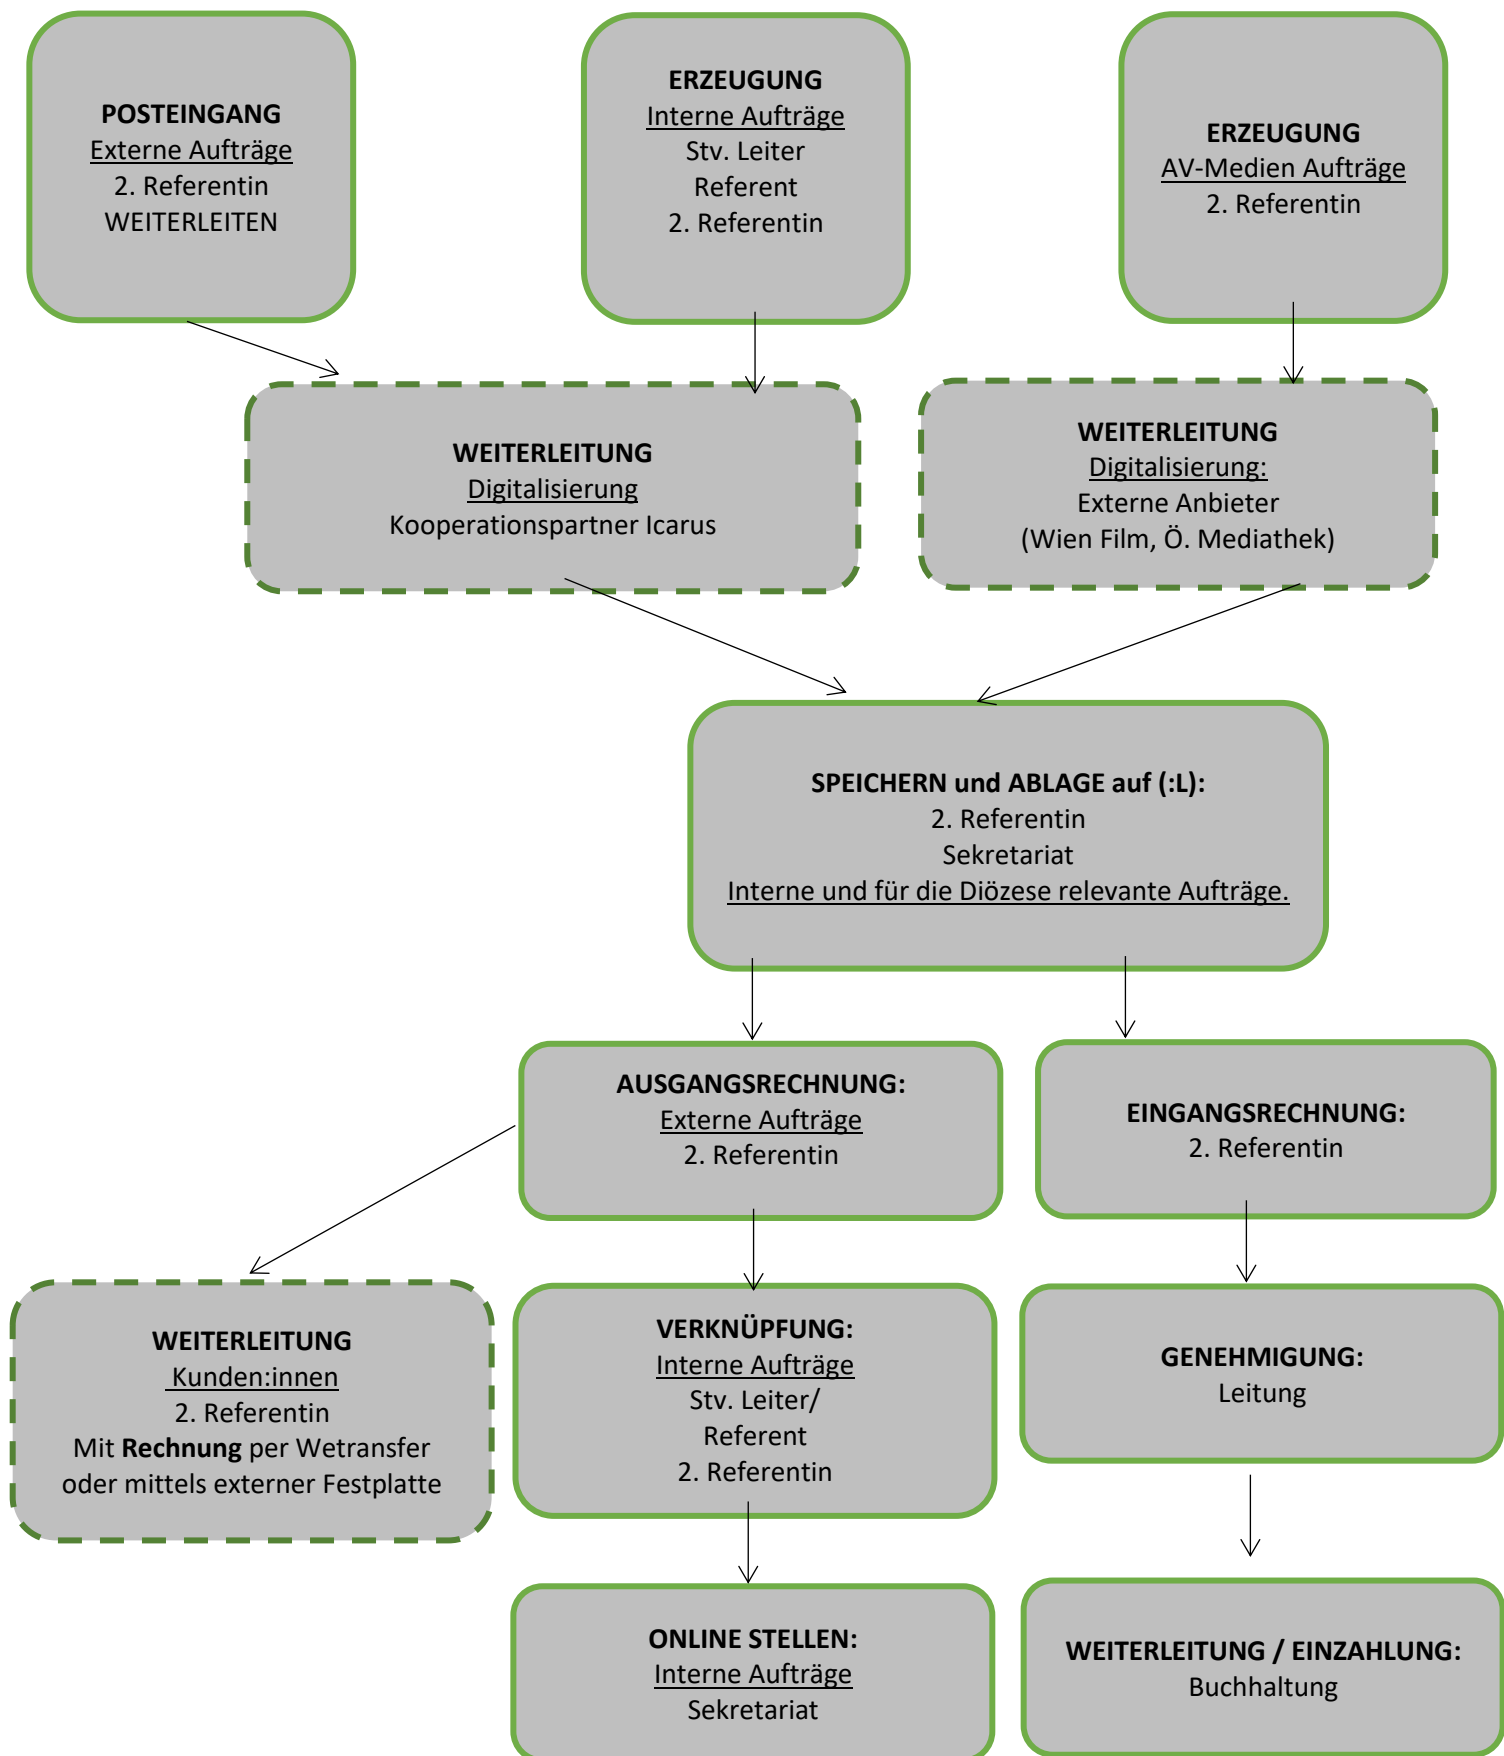 POSTEINGANG
Externe Aufträge
2. Referentin
WEITERLEITEN
ERZEUGUNG
Interne Aufträge
Stv. Leiter
Referent
2. Referentin
ERZEUGUNG
AV-Medien Aufträge
2. Referentin
WEITERLEITUNG
Digitalisierung
Kooperationspartner Icarus
WEITERLEITUNG
Digitalisierung:
Externe Anbieter
(Wien Film, Ö. Mediathek)
SPEICHERN und ABLAGE auf (:L):
2. Referentin
Sekretariat
Interne und für die Diözese relevante Aufträge.
AUSGANGSRECHNUNG:
Externe Aufträge
2. Referentin
EINGANGSRECHNUNG:
2. Referentin
WEITERLEITUNG
Kunden:innen
2. Referentin
Mit Rechnung per Wetransfer
oder mittels externer Festplatte
VERKNÜPFUNG:
Interne Aufträge
Stv. Leiter/
Referent
2. Referentin
GENEHMIGUNG:
Leitung
ONLINE STELLEN:
Interne Aufträge
Sekretariat
WEITERLEITUNG / EINZAHLUNG:
Buchhaltung